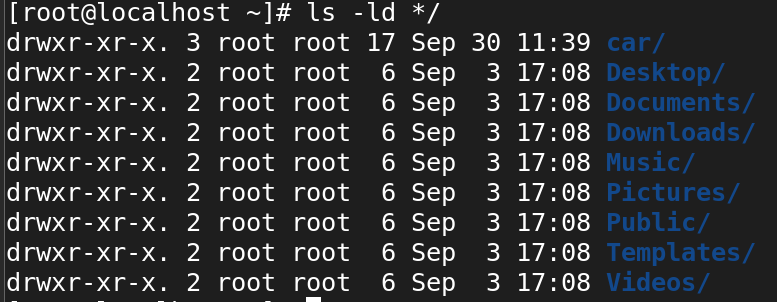 [root@localhost ~]# ls -ld */
drwxr-xr-x. 3 root root 17 Sep 30 11:39 car/
drwxr-xr-x. 2 root root  6 Sep  3 17:08 Desktop/
drwxr-xr-x. 2 root root  6 Sep  3 17:08 Documents/
drwxr-xr-x. 2 root root  6 Sep  3 17:08 Downloads/
drwxr-xr-x. 2 root root  6 Sep  3 17:08 Music/
drwxr-xr-x. 2 root root  6 Sep  3 17:08 Pictures/
drwxr-xr-x. 2 root root  6 Sep  3 17:08 Public/
drwxr-xr-x. 2 root root  6 Sep  3 17:08 Templates/
drwxr-xr-x. 2 root root  6 Sep  3 17:08 Videos/